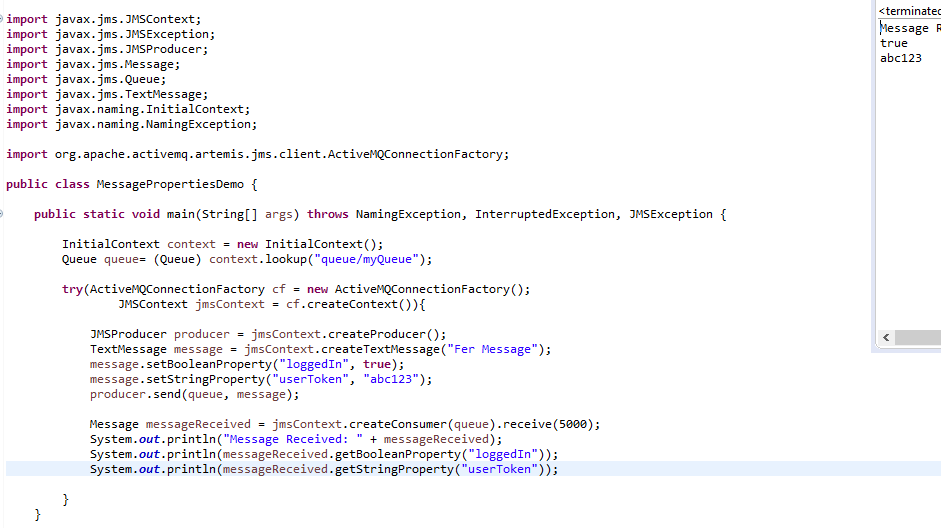 import javax.jms.JMSContext;
import javax.jms.JMSException;
import javax.jms.JMSProducer;
import javax.jms.Message;
import javax.jms.Queue;
import javax.jms.TextMessage;
import javax.naming.InitialContext;
import javax.naming.NamingException;
import org.apache.activemq.artemis.jms.client.ActiveMQConnectionFactory;
public class MessagePropertiesDemo {
public static void main(String[] args) throws NamingException, InterruptedException, JMSException {
InitialContext context = new InitialContext();
Queue queue= (Queue) context.lookup("queue/myQueue");
try(ActiveMQConnectionFactory cf = new ActiveMQConnectionFactory();
JMSContext jmsContext = cf.createContext()){
JMSProducer producer = jmsContext.createProducer();
TextMessage message = jmsContext.createTextMessage("Fer Message");
message.setBooleanProperty("loggedIn", true);
message.setStringProperty("userToken", "abc123");
producer.send(queue, message);
Message messageReceived = jmsContext.createConsumer(queue).receive(5000);
System.out.println("Message Received: " + messageReceived);
System.out.println(messageReceived.getBooleanProperty("loggedIn"));
System.out.println(messageReceived.getStringProperty("userToken"));
}
}
<terminated
Message R
true
abc123